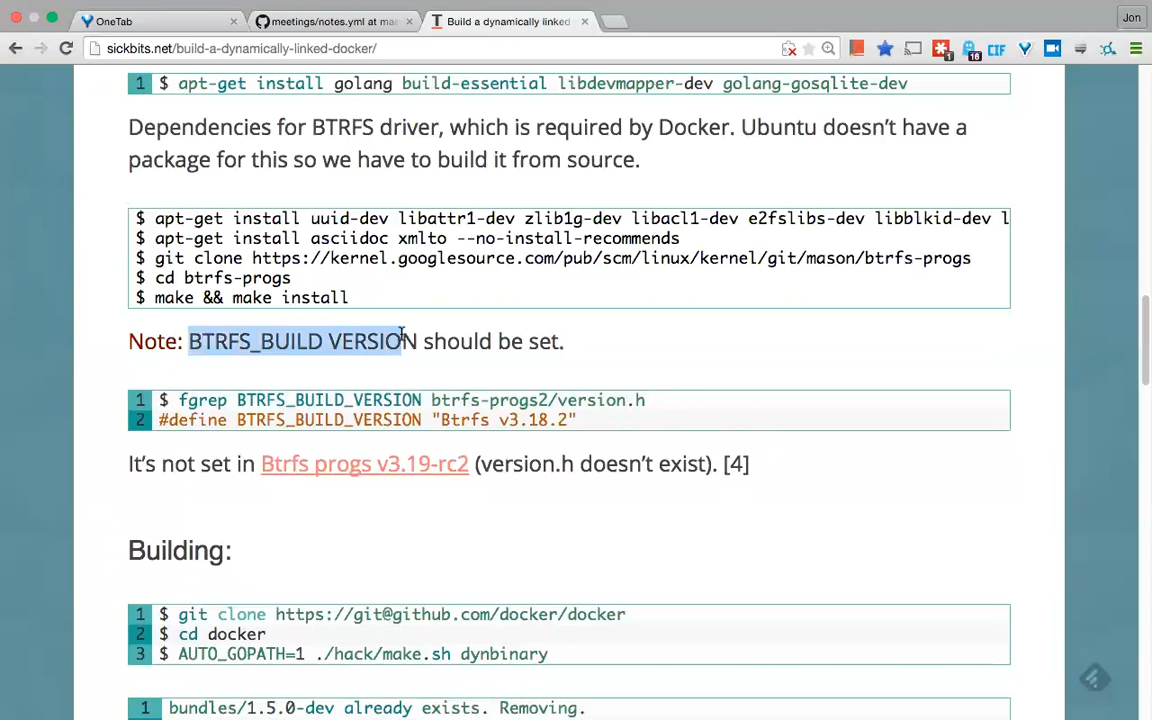 OneTab
meetings/notes.yml at mas
Build a dynamically linked
Jon
sickbits.net/build-a-dynamically-linked-docker/
1
16
CIF
1 $ apt-get install golang build-essential libdevmapper-dev golang-gosqlite-dev
Dependencies for BTRFS driver, which is required by Docker. Ubuntu doesn’t have a
package for this so we have to build it from source.
$ apt-get install uuid-dev libattr1-dev zlib1g-dev libacl1-dev e2fslibs-dev libblkid-dev l
$ apt-get install asciidoc xmlto --no-install-recommends
$ git clone https://kernel.googlesource.com/pub/scm/linux/kernel/git/mason/btrfs-progs
$ cd btrfs-progs
$ make && make install
Note: BTRFS_BUILD VERSION should be set.
1 $ fgrep BTRFS_BUILD_VERSION btrfs-progs2/version.h
2 #define BTRFS_BUILD_VERSION "Btrfs v3.18.2"
It’s not set in Btrfs progs v3.19-rc2 (version.h doesn’t exist). [4]
Building:
1 $ git clone https://git@github.com/docker/docker
2 $ cd docker
3 $ AUTO_GOPATH=1 ./hack/make.sh dynbinary
1 bundles/1.5.0-dev already exists. Removing.